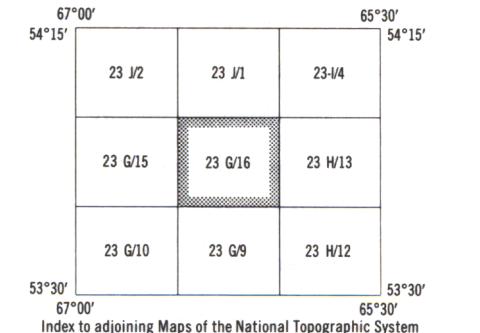 67°00' 65°30'
54°15' 54°15'
23 J/2 23 J/1 23-I/4
23 G/15 23 G/16 23 H/13
23 G/10 23 G/9 23 H/12
53°30' 53°30'
67°00' 65°30'
Index to adjoining Maps of the National Topographic System